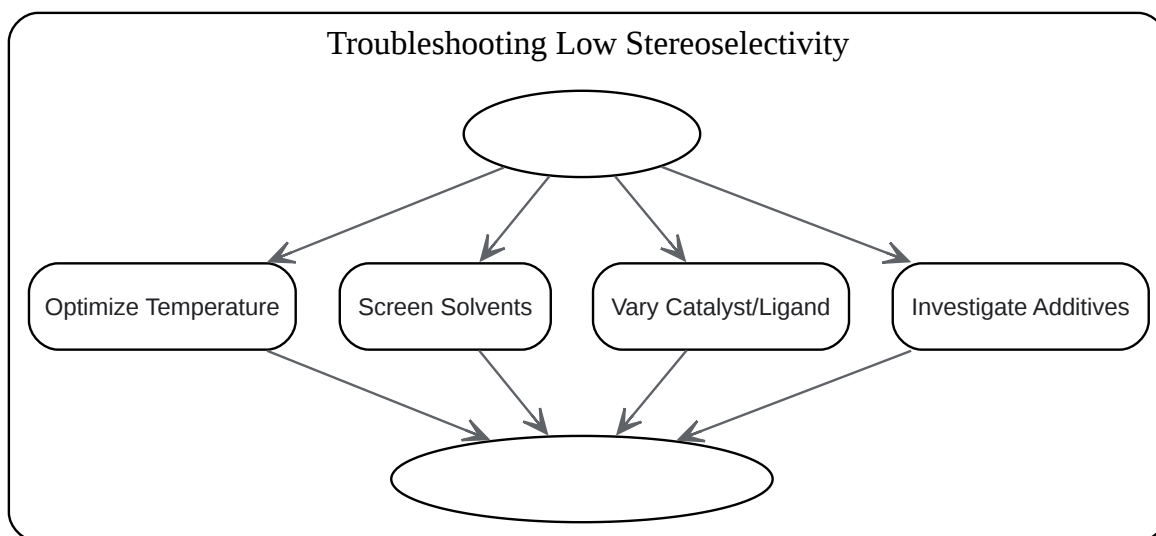 Troubleshooting Low Stereoselectivity
Optimize Temperature
Screen Solvents
Vary Catalyst/Ligand
Investigate Additives